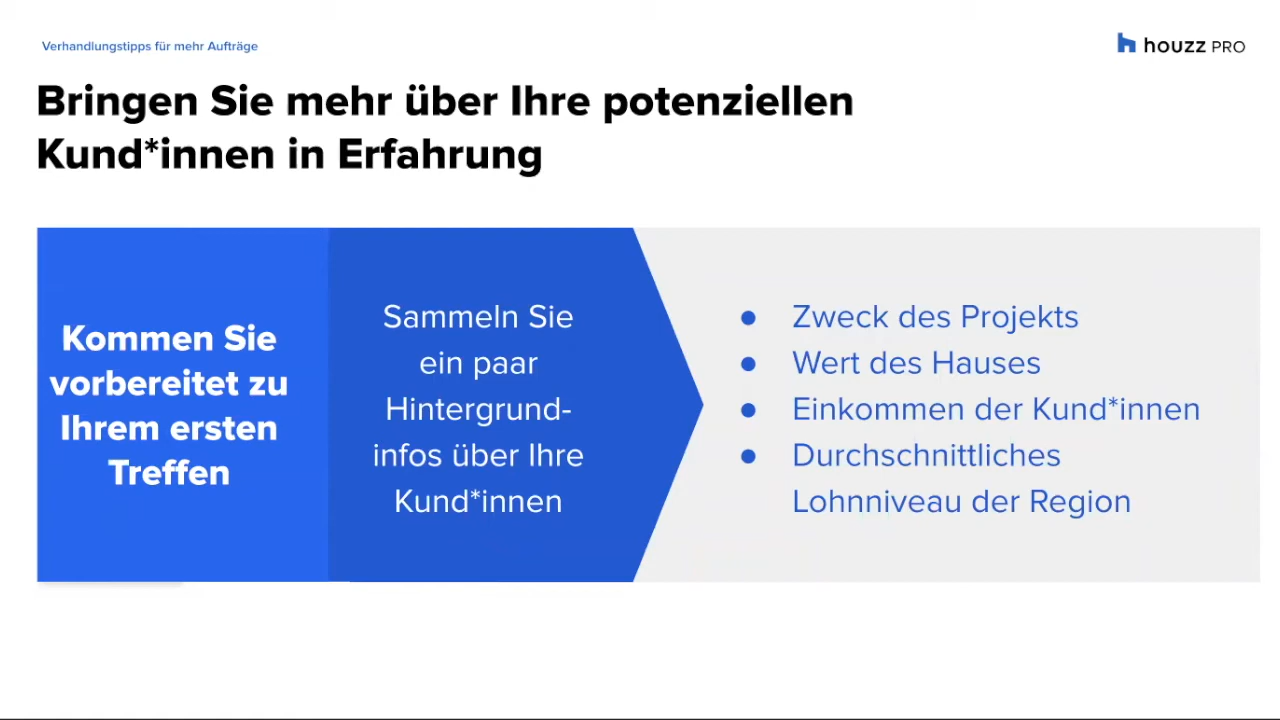 Verhandlungstipps für mehr Aufträge
houzz PRO
Bringen Sie mehr über Ihre potenziellen
Kund*innen in Erfahrung
Kommen Sie
vorbereitet zu
Ihrem ersten
Treffen
Sammeln Sie
ein paar
Hintergrund-
infos über Ihre
Kund*innen
● Zweck des Projekts
● Wert des Hauses
● Einkommen der Kund*innen
● Durchschnittliches
Lohnniveau der Region